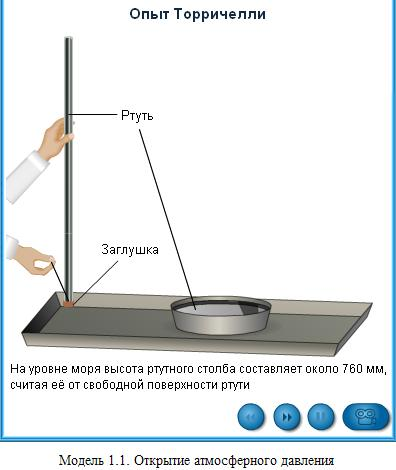 Опыт Торричелли
Ртуть
Заглушка
На уровне моря высота ртутного столба составляет около 760 мм,
считая её от свободной поверхности ртути
Модель 1.1. Открытие атмосферного давления